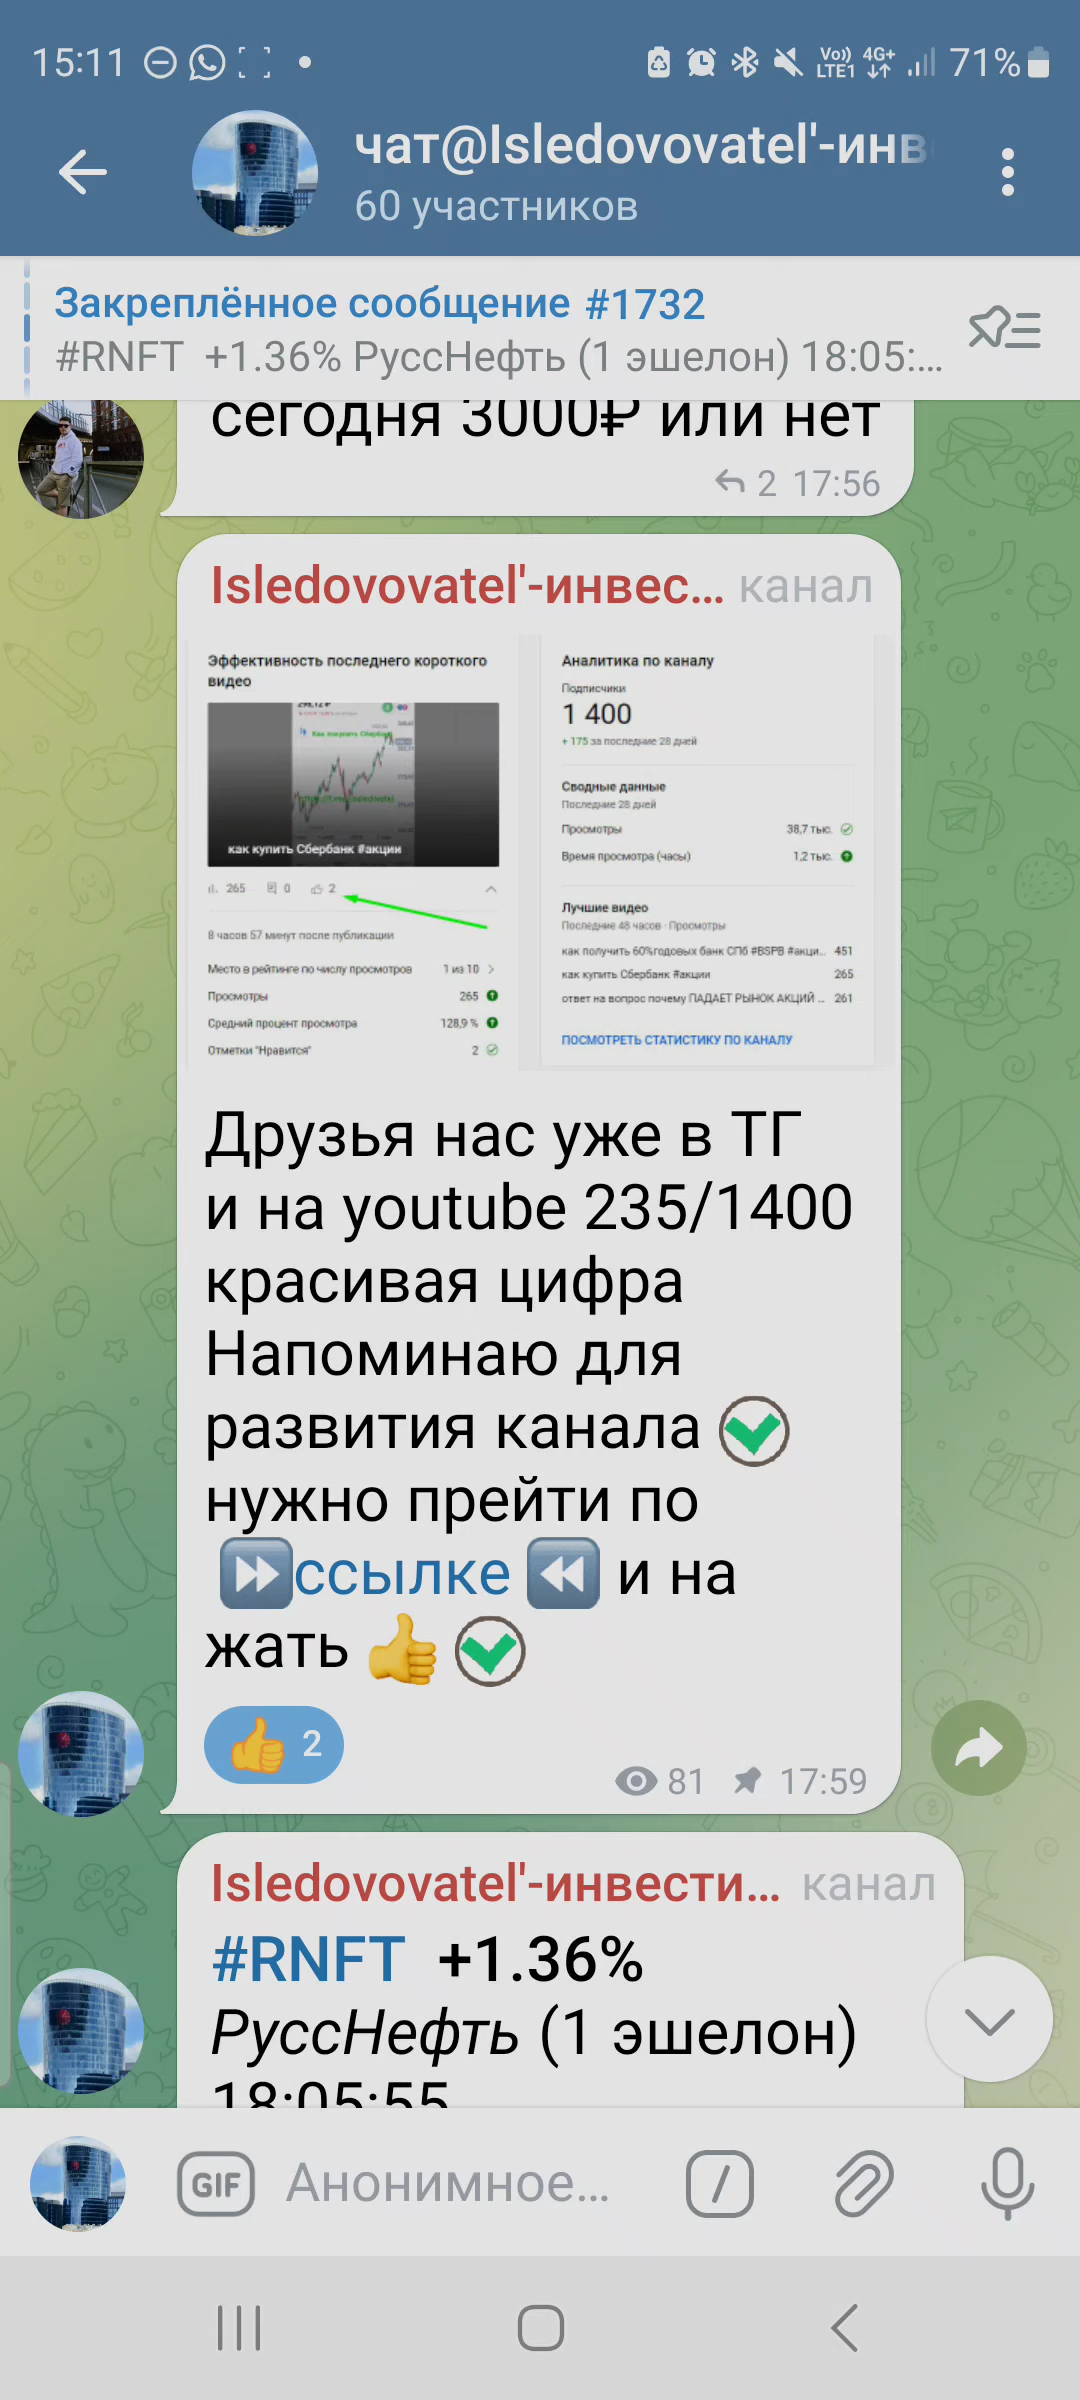 15:11
Vo)) LTE1 4G+ 71%
чат@Isledovovatel'-инв
60 участников
Закреплённое сообщение #1732
#RNFT +1.36% РуссНефть (1 эшелон) 18:05:...
сегодня 3000₽ или нет
2 17:56
Isledovovatel'-инвес... канал
Эффективность последнего короткого
видео
Как покупать Сбербанк
как купить Сбербанк #акции
265 0 2
8 часов 57 минут после публикации
Место в рейтинге по числу просмотров 1 из 10
Просмотры 265
Средний процент просмотра 128,9 %
Отметки "Нравится" 2
Аналитика по каналу
Подписчики
1 400
+ 175 за последние 28 дней
Сводные данные
Последние 28 дней
Просмотры 38,7 тыс.
Время просмотра (часы) 1,2 тыс.
Лучшие видео
Последние 48 часов · Просмотры
как получить 60%годовых банк СПб #BSPB #акци... 451
как купить Сбербанк #акции 265
ответ на вопрос почему ПАДАЕТ РЫНОК АКЦИЙ ... 261
ПОСМОТРЕТЬ СТАТИСТИКУ ПО КАНАЛУ
Друзья нас уже в ТГ
и на youtube 235/1400
красивая цифра
Напоминаю для
развития канала
нужно прейти по
ссылке и на
жать
2
81 17:59
Isledovovatel'-инвести... канал
#RNFT +1.36%
РуссНефть (1 эшелон)
18:05:55
GIF Анонимное...